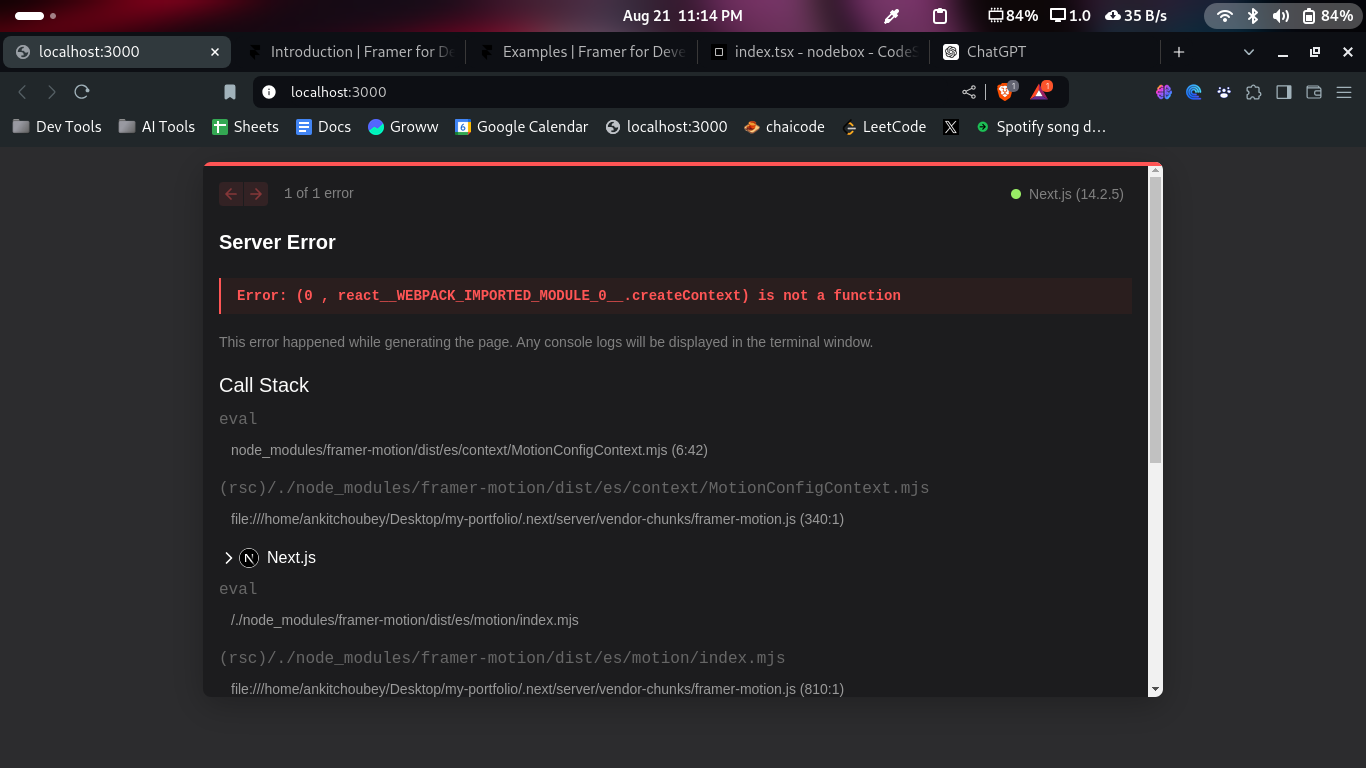 Aug 21 11:14 PM
84% 1.0 35 B/s 84%
localhost:3000 Introduction | Framer for De Examples | Framer for Deve index.tsx - nodebox - CodeS ChatGPT
localhost:3000 1 1
Dev Tools AI Tools Sheets Docs Groww 6 Google Calendar localhost:3000 chaicode LeetCode Spotify song d…
1 of 1 error Next.js (14.2.5)
Server Error
Error: (0 , react__WEBPACK_IMPORTED_MODULE_0__.createContext) is not a function
This error happened while generating the page. Any console logs will be displayed in the terminal window.
Call Stack
eval
node_modules/framer-motion/dist/es/context/MotionConfigContext.mjs (6:42)
(rsc)/./node_modules/framer-motion/dist/es/context/MotionConfigContext.mjs
file:///home/ankitchoubey/Desktop/my-portfolio/.next/server/vendor-chunks/framer-motion.js (340:1)
N Next.js
eval
/./node_modules/framer-motion/dist/es/motion/index.mjs
(rsc)/./node_modules/framer-motion/dist/es/motion/index.mjs
file:///home/ankitchoubey/Desktop/my-portfolio/.next/server/vendor-chunks/framer-motion.js (810:1)